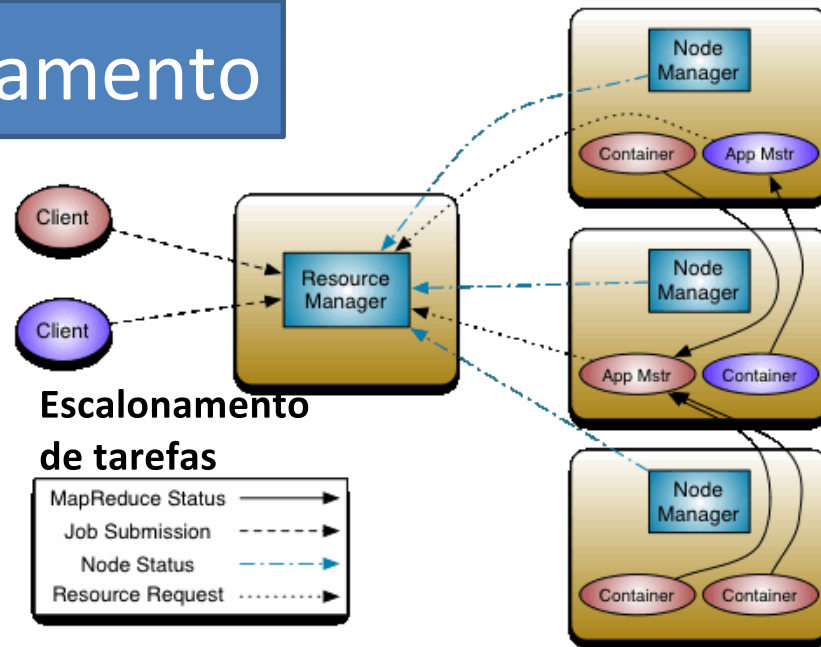 amento
Node
Manager
Container
App Mstr
Client
Resource
Manager
Node
Manager
Client
App Mstr
Container
Escalonamento
de tarefas
MapReduce Status
Job Submission
Node Status
Resource Request
Node
Manager
Container
Container